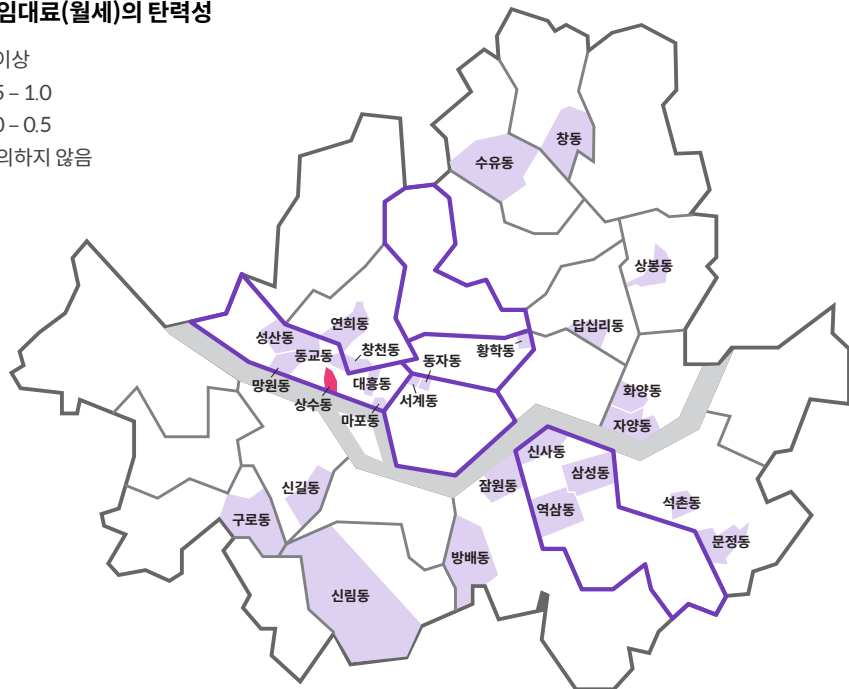 임대료(월세)의 탄력성
이상
5 – 1.0
0 – 0.5
의하지 않음
창동
수유동
상봉동
연희동
성산동
답십리동
동교동
창천동
황학동
동자동
망원동
대흥동
상수동
서계동
마포동
화양동
자양동
신사동
삼성동
잠원동
신길동
석촌동
역삼동
구로동
문정동
방배동
신림동